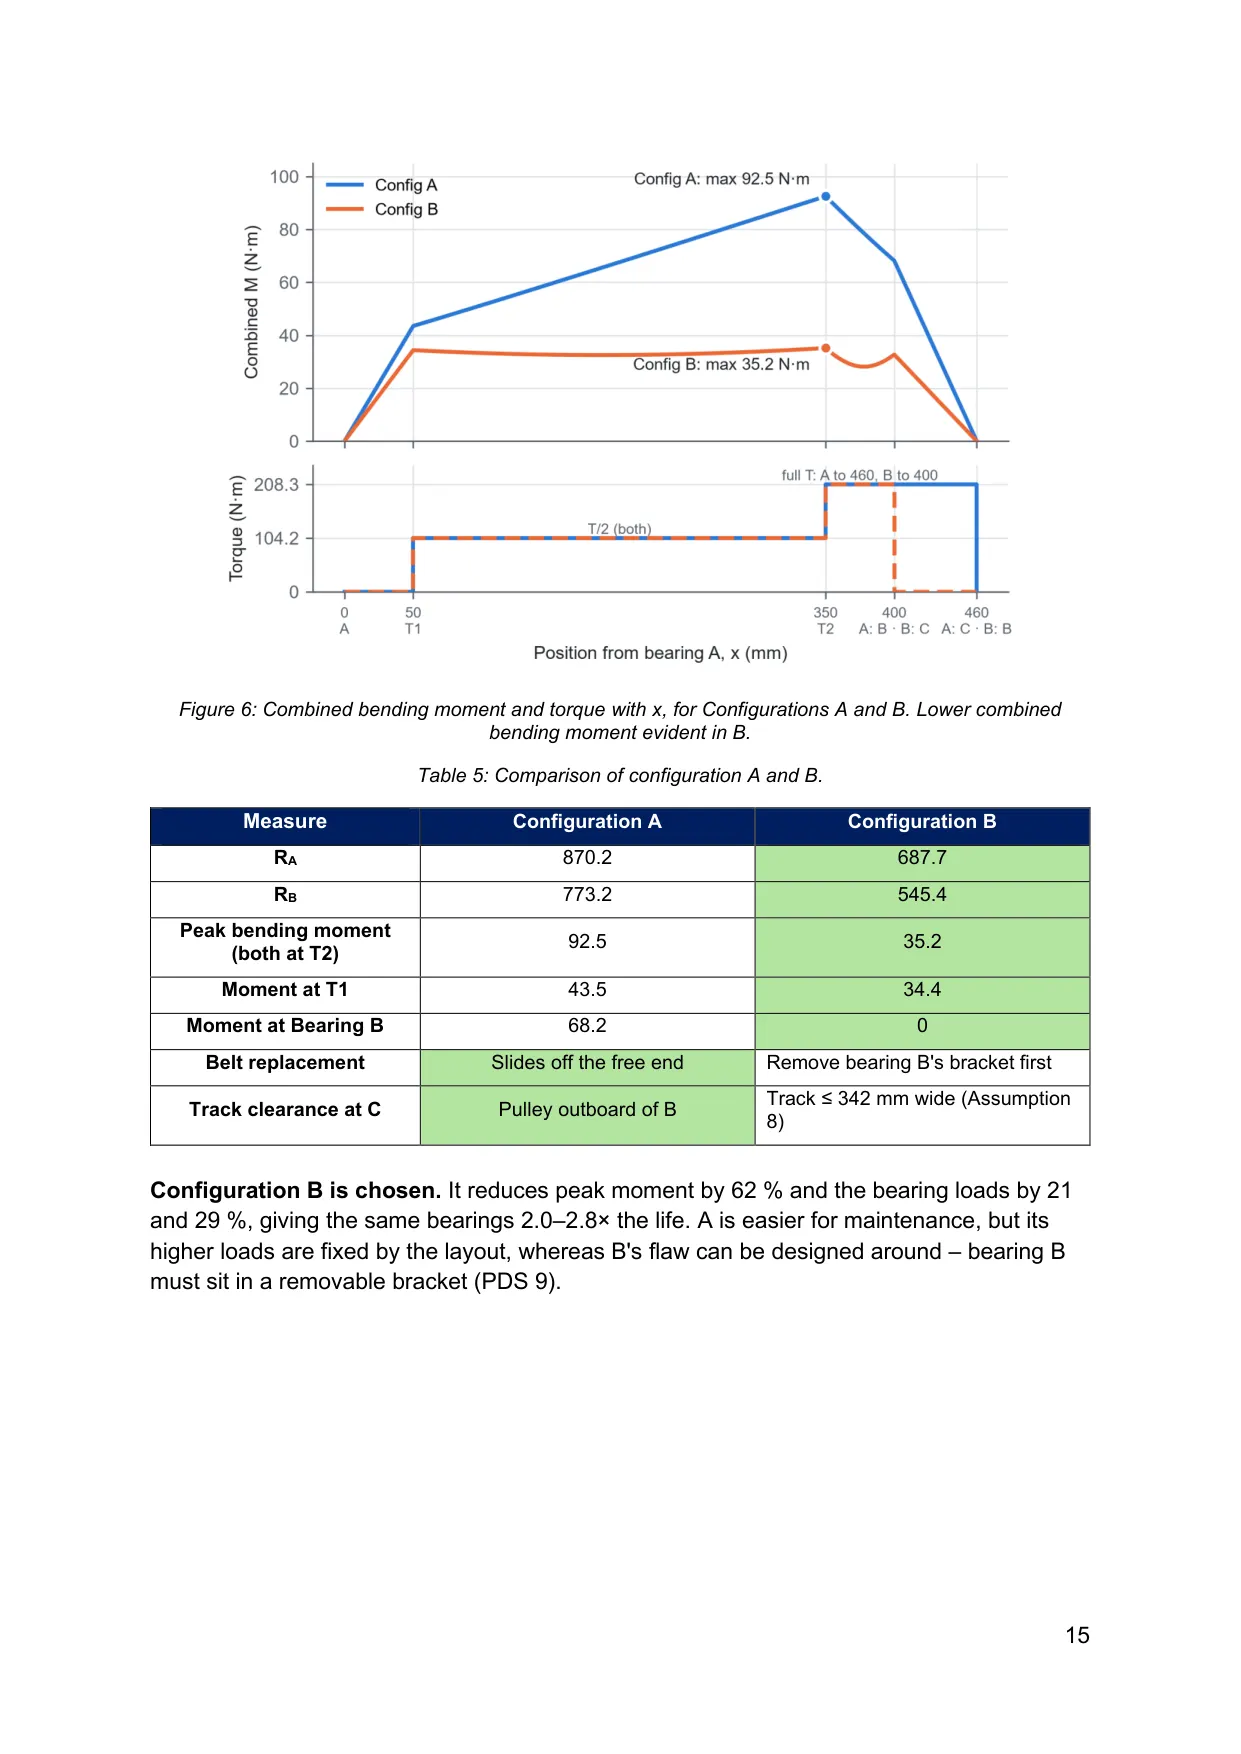 100
80
60
40
20
0
Combined M (N·m)
Config A
Config B
Config A: max 92.5 N·m
Config B: max 35.2 N·m
208.3
104.2
0
Torque (N·m)
full T: A to 460, B to 400
T/2 (both)
0 50 350 400 460
A T1 T2 A: B · B: C A: C · B: B
Position from bearing A, x (mm)
Figure 6: Combined bending moment and torque with x, for Configurations A and B. Lower combined
bending moment evident in B.
Table 5: Comparison of configuration A and B.
Measure Configuration A Configuration B
RA 870.2 687.7
RB 773.2 545.4
Peak bending moment
(both at T2) 92.5 35.2
Moment at T1 43.5 34.4
Moment at Bearing B 68.2 0
Belt replacement Slides off the free end Remove bearing B's bracket first
Track clearance at C Pulley outboard of B Track ≤ 342 mm wide (Assumption
8)
Configuration B is chosen. It reduces peak moment by 62 % and the bearing loads by 21
and 29 %, giving the same bearings 2.0–2.8× the life. A is easier for maintenance, but its
higher loads are fixed by the layout, whereas B's flaw can be designed around – bearing B
must sit in a removable bracket (PDS 9).
15